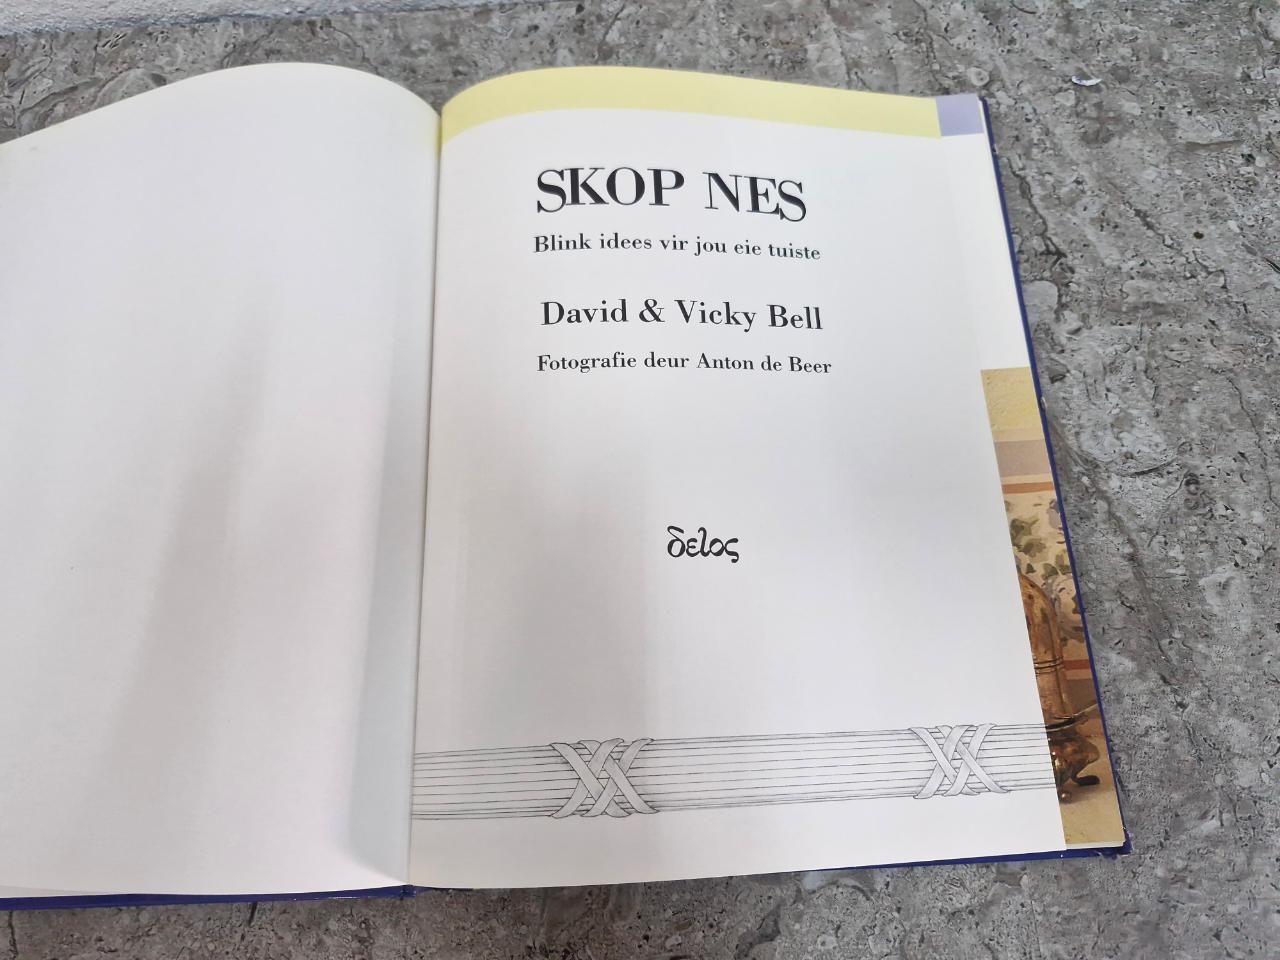 SKOP NES
Blink idees vir jou eie tuiste
David & Vicky Bell
Fotografie deur Anton de Beer
δελος